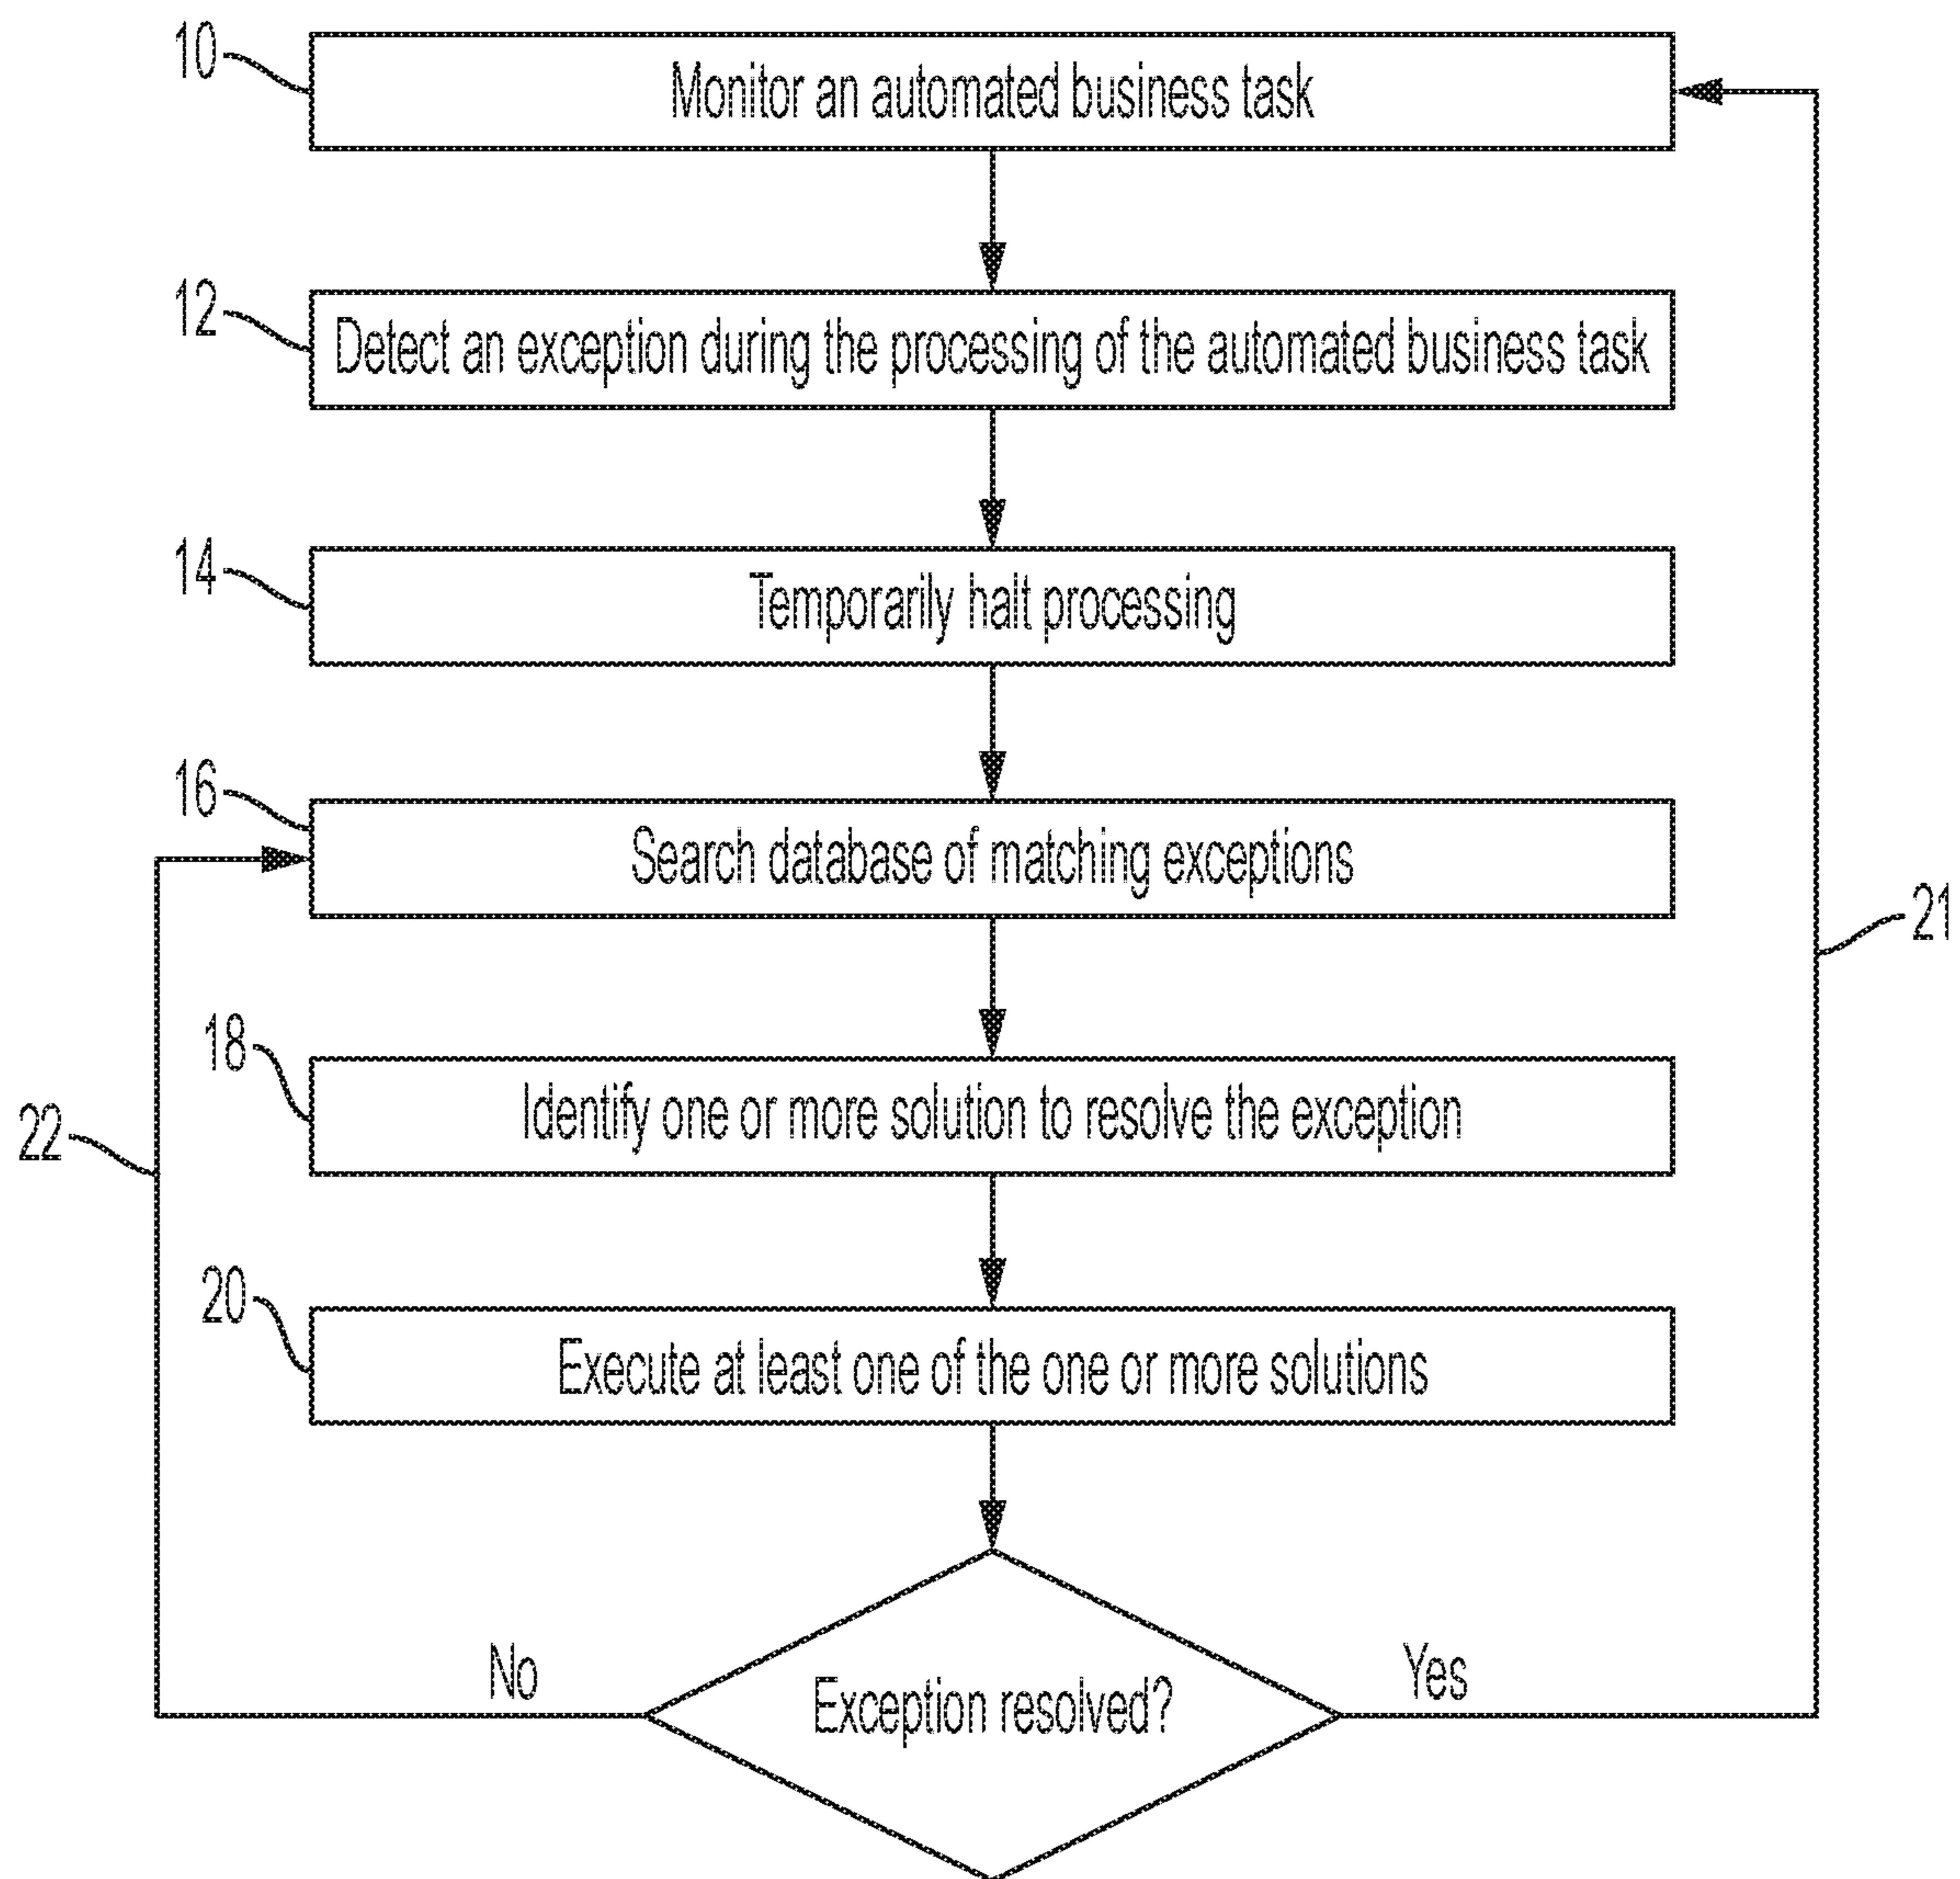 10
Monitor an automated business task
12
Detect an exception during the processing of the automated business task
14
Temporarily halt processing
16
Search database of matching exceptions
21
18
Identify one or more solution to resolve the exception
22
20
Execute at least one of the one or more solutions
No
Yes
Exception resolved?